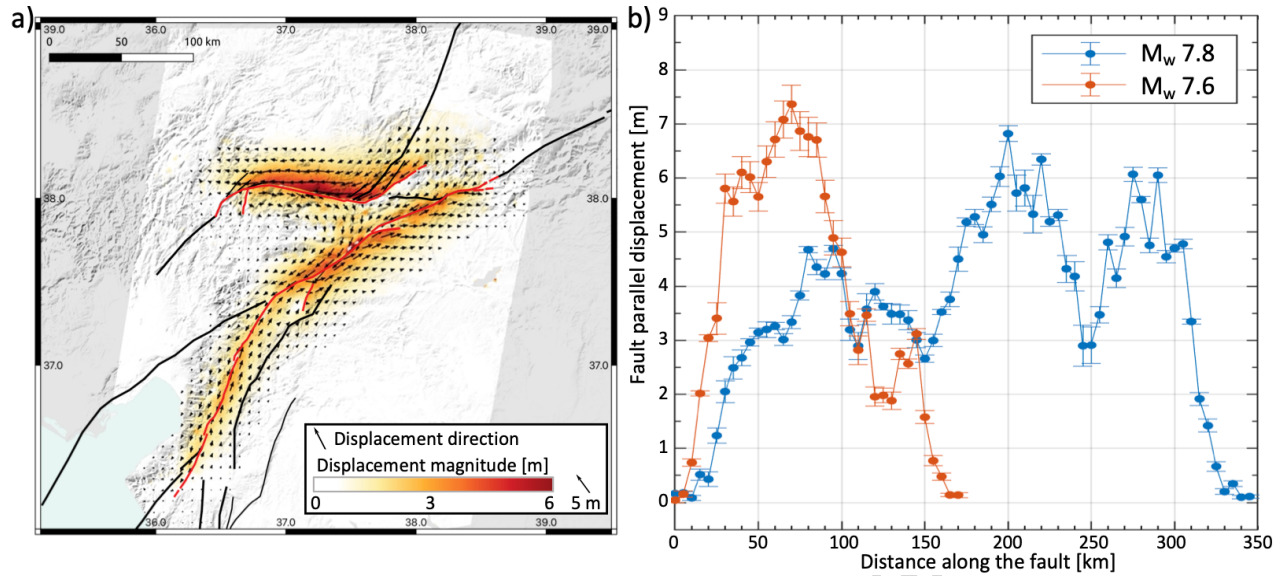 a)
39.0 36.0 37.0 38.0 39.0 39.0
0 50 100 km
38.0 38.0
37.0 37.0
Displacement direction
Displacement magnitude [m]
0 3 6 5 m
36.0 37.0 38.0 39.0
b)
9
8
7
6
5
4
3
2
1
0
Fault parallel displacement [m]
Mw 7.8
Mw 7.6
0 50 100 150 200 250 300 350
Distance along the fault [km]